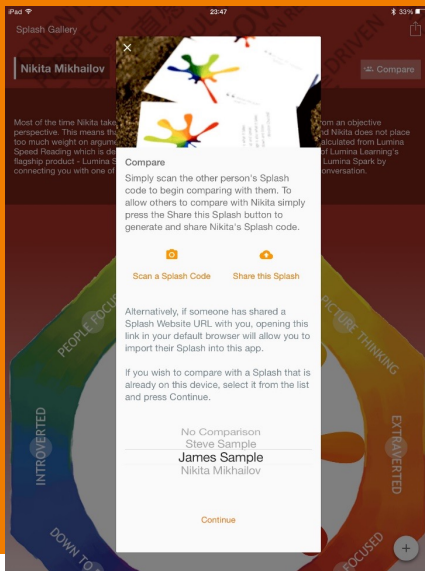 iPad
23:47
33%
Splash Gallery
Nikita Mikhailov
Compare
Most of the time Nikita take
perspective. This means th
too much weight on argum
Speed Reading which is de
flagship product - Lumina S
connecting you with one of
om an objective
nd Nikita does not place
alculated from Lumina
of Lumina Learning's
Lumina Spark by
onversation.
Compare
Simply scan the other person's Splash
code to begin comparing with them. To
allow others to compare with Nikita simply
press the Share this Splash button to
generate and share Nikita's Splash code.
Scan a Splash Code
Share this Splash
Alternatively, if someone has shared a
Splash Website URL with you, opening this
link in your default browser will allow you to
import their Splash into this app.
If you wish to compare with a Splash that is
already on this device, select it from the list
and press Continue.
No Comparison
Steve Sample
James Sample
Nikita Mikhailov
Continue
PEOPLE FOCU
INTROVERTED
DOWN TO
PICTURE THINKING
EXTRAVERTED
FOCUSED